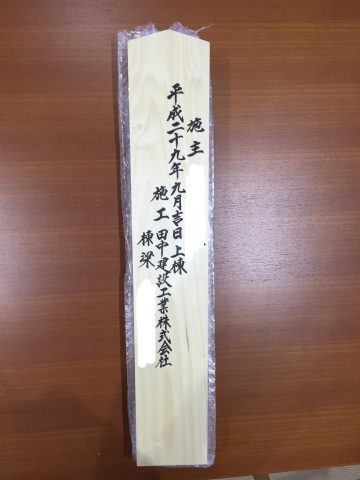 施主
平成二十九年九月吉日上棟
施工田中建設工業株式会社
棟梁